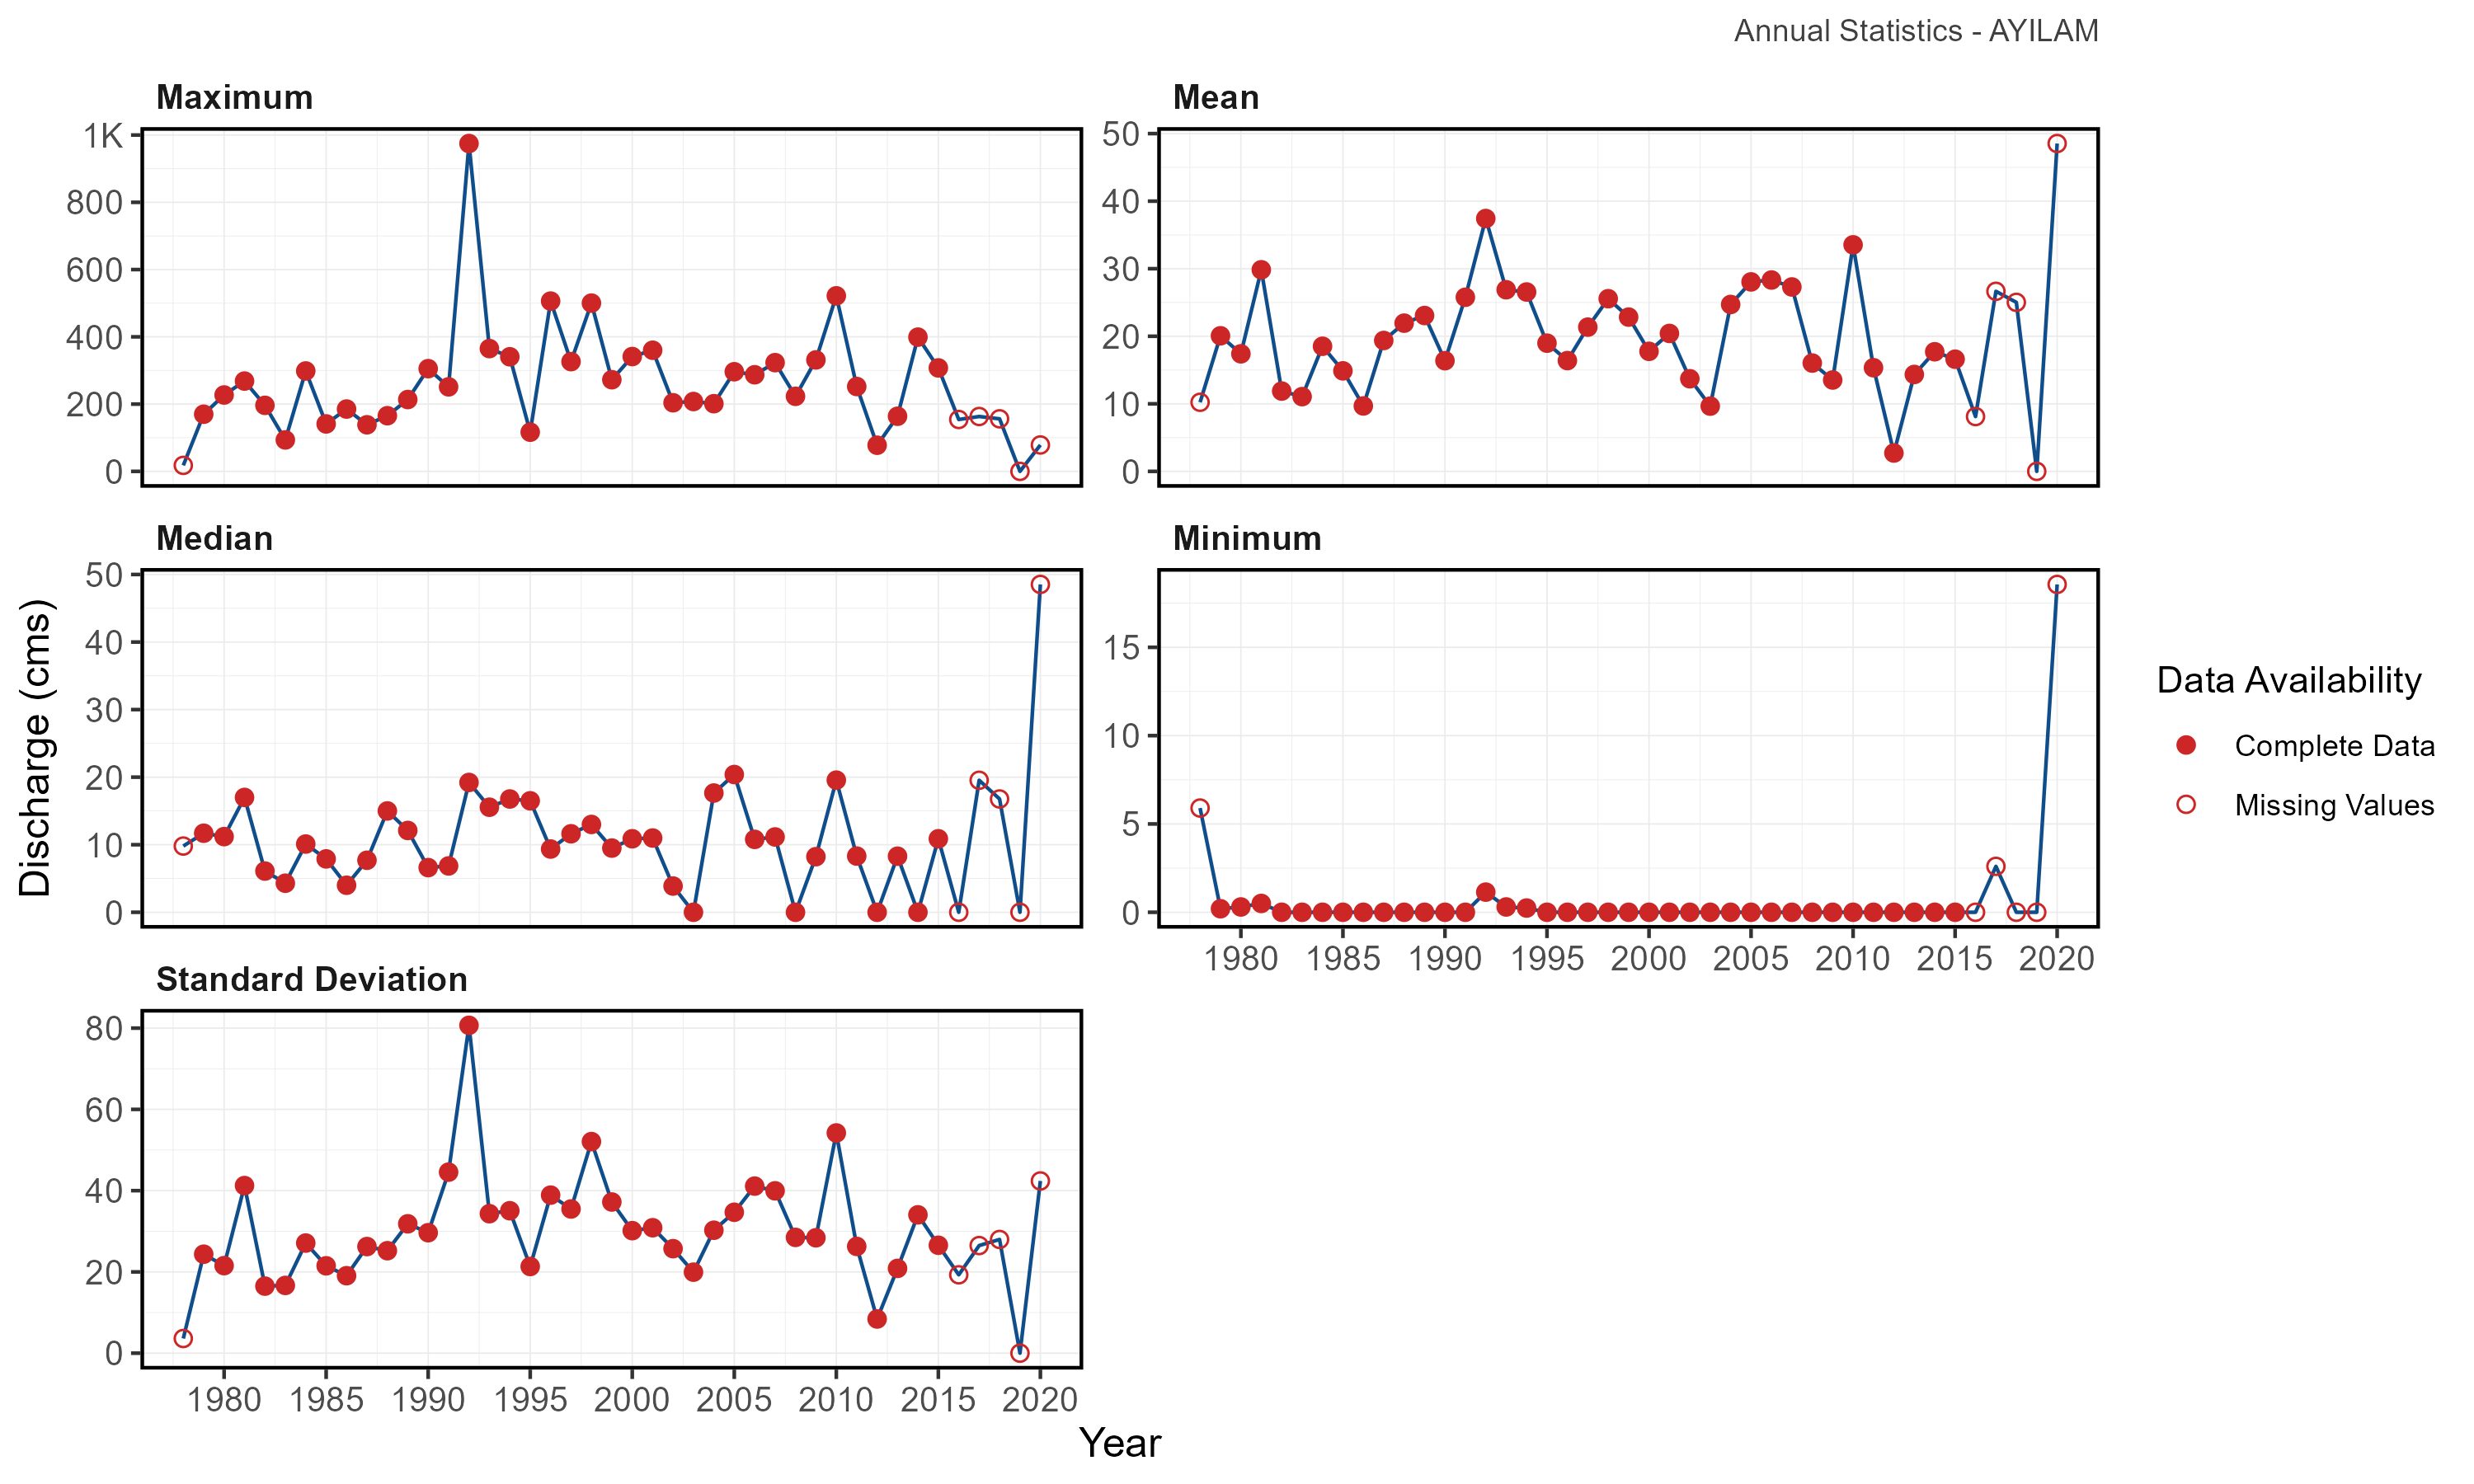 Annual Statistics - AYILAM
Maximum
1K
800
600
400
200
0
Mean
50
40
30
20
10
0
Median
50
40
30
20
10
0
Minimum
15
10
5
0
1980 1985 1990 1995 2000 2005 2010 2015 2020
Standard Deviation
80
60
40
20
0
1980 1985 1990 1995 2000 2005 2010 2015 2020
Discharge (cms)
Year
Data Availability
Complete Data
Missing Values